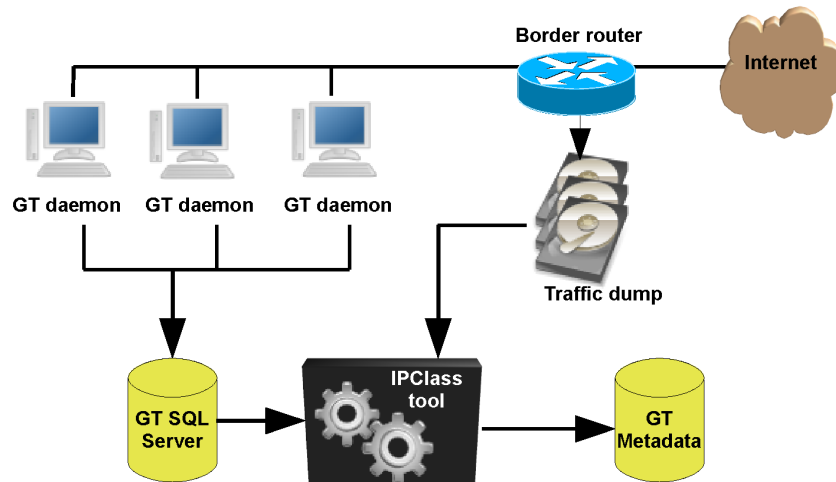 Border router
Internet
GT daemon
GT daemon
GT daemon
Traffic dump
IPClass
tool
GT SQL
Server
GT
Metadata